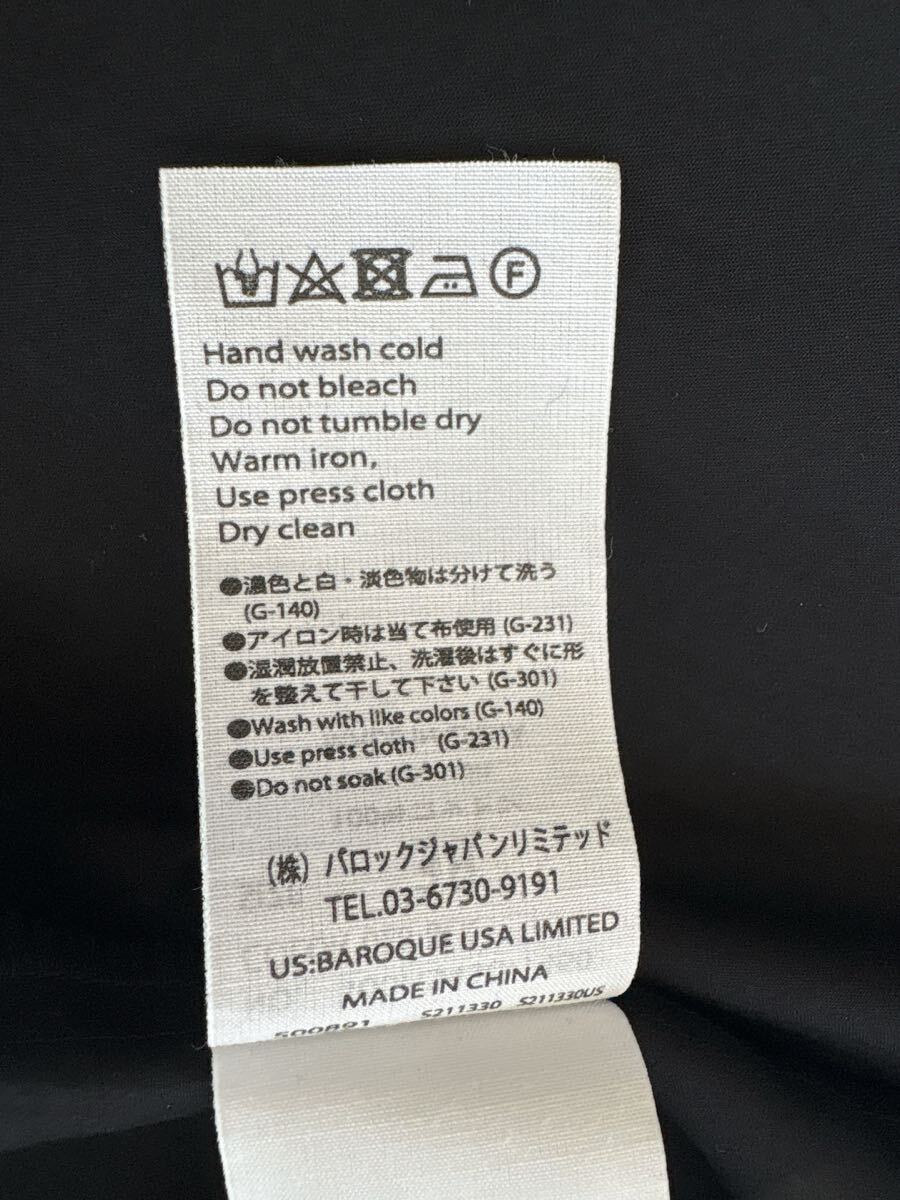 F
Hand wash cold
Do not bleach
Do not tumble dry
Warm iron,
Use press cloth
Dry clean
●濃色と白・淡色物は分けて洗う
(G-140)
●アイロン時は当て布使用 (G-231)
●湿潤放置禁止、洗濯後はすぐに形
を整えて干して下さい (G-301)
●Wash with like colors (G-140)
●Use press cloth (G-231)
●Do not soak (G-301)
(株) バロックジャパンリミテッド
TEL.03-6730-9191
US:BAROQUE USA LIMITED
MADE IN CHINA
500891 S211330 S211330US